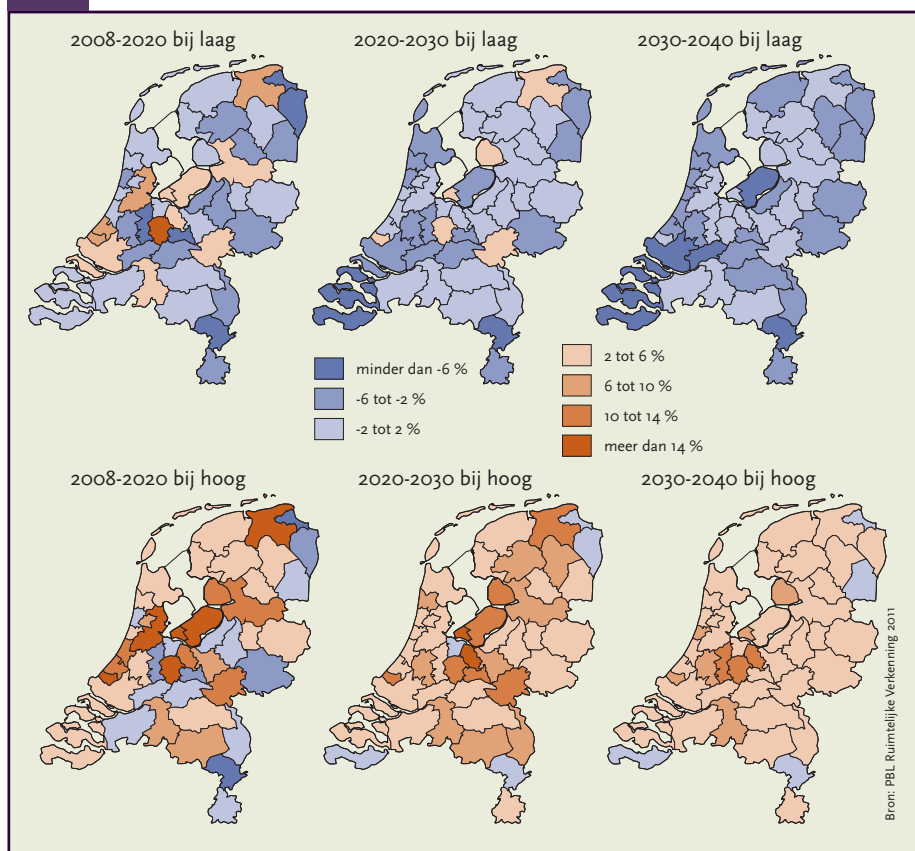 2008-2020 bij laag
2020-2030 bij laag
2030-2040 bij laag
minder dan -6 %
-6 tot -2 %
-2 tot 2 %
2 tot 6 %
6 tot 10 %
10 tot 14 %
meer dan 14 %
2008-2020 bij hoog
2020-2030 bij hoog
2030-2040 bij hoog
Bron: PBL Ruimtelijke Verkenning 2011